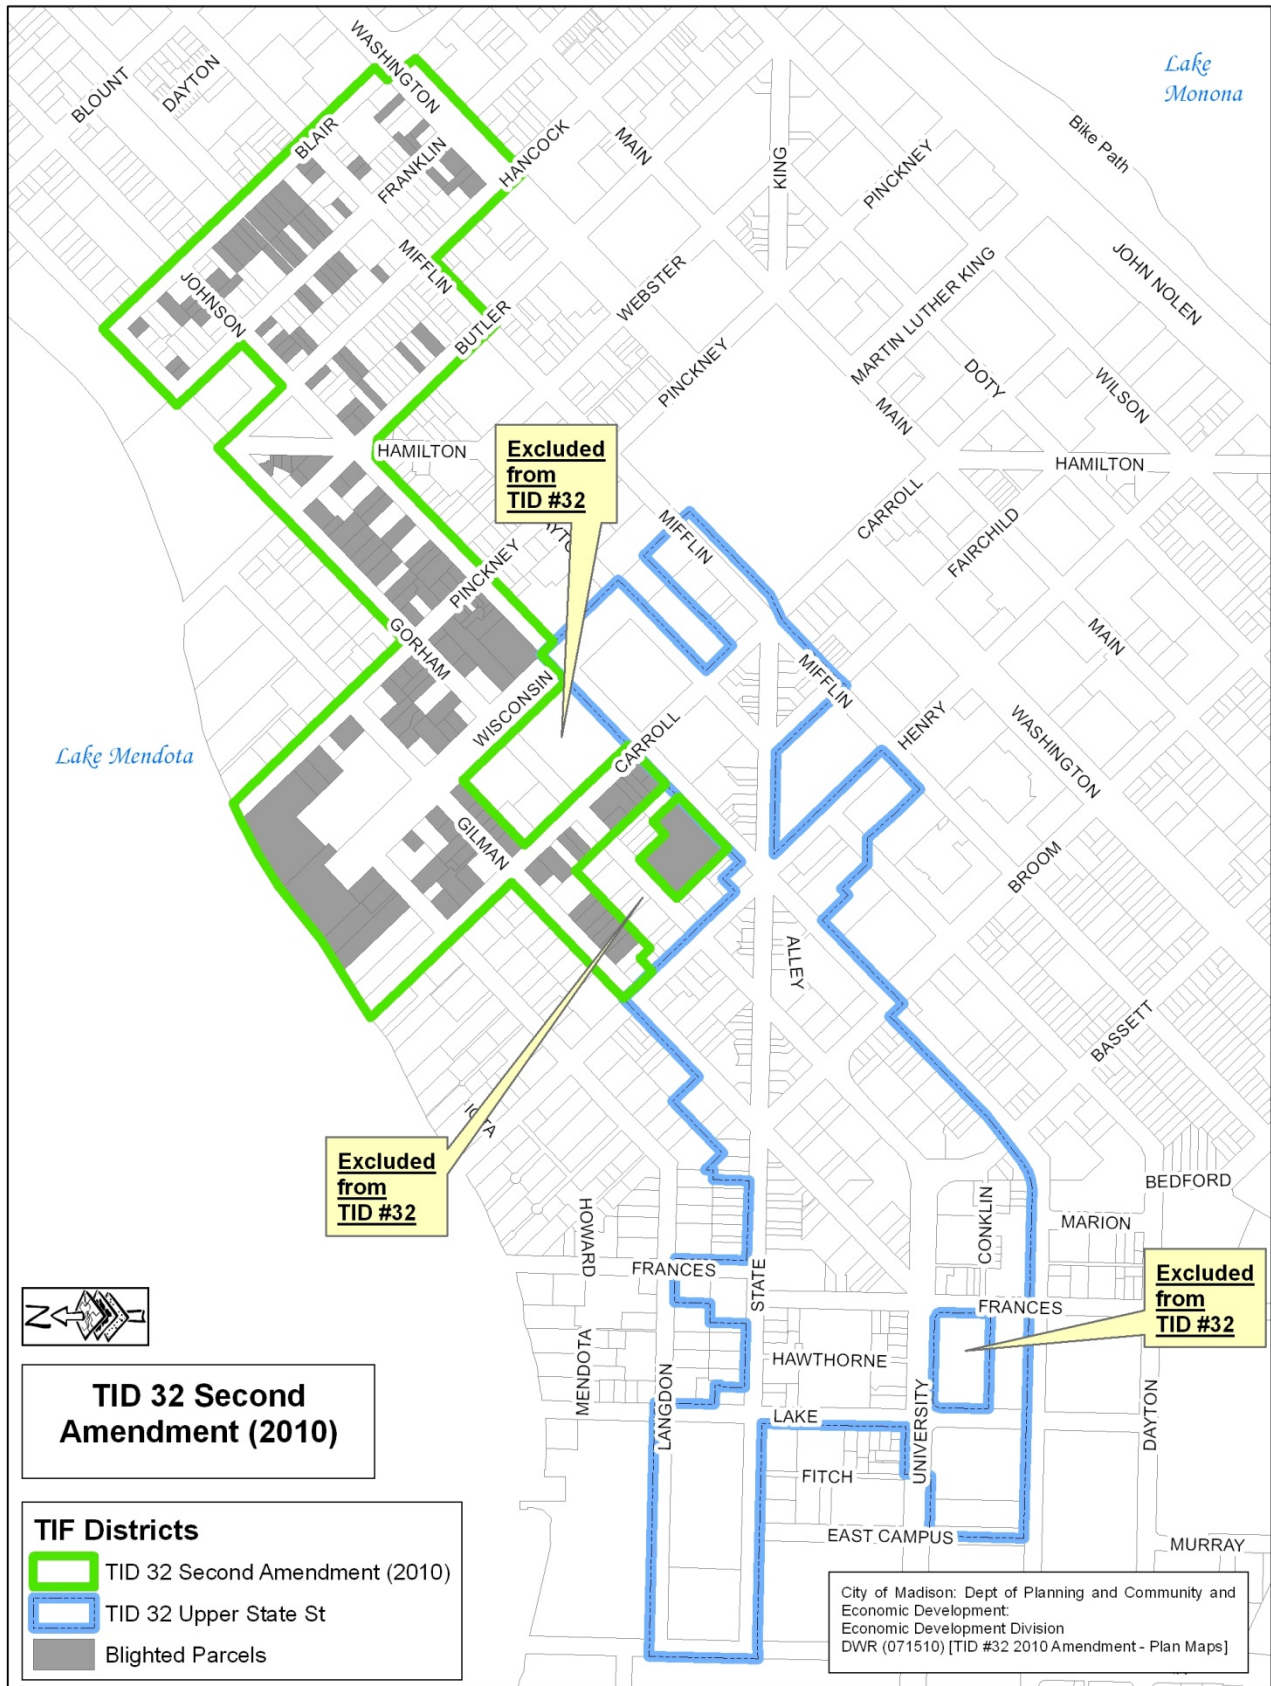 Lake
Monona
Lake Mendota
WASHINGTON
BLOUNT
DAYTON
BLAIR
FRANKLIN
HANCOCK
MAIN
KING
PINCKNEY
Bike Path
JOHN NOLEN
MIFFLIN
JOHNSON
BUTLER
WEBSTER
MARTIN LUTHER KING
PINCKNEY
DOTY
WILSON
MAIN
HAMILTON
HAMILTON
Excluded
from
TID #32
MIFFLIN
CARROLL
FAIRCHILD
PINCKNEY
GORHAM
MAIN
WISCONSIN
MIFFLIN
CARROLL
HENRY
WASHINGTON
GILMAN
BROOM
ALLEY
BASSETT
Excluded
from
TID #32
BEDFORD
HOWARD
CONKLIN
MARION
FRANCES
STATE
FRANCES
Excluded
from
TID #32
MENDOTA
HAWTHORNE
LANGDON
LAKE
UNIVERSITY
DAYTON
FITCH
EAST CAMPUS
MURRAY
N
TID 32 Second
Amendment (2010)
TIF Districts
TID 32 Second Amendment (2010)
TID 32 Upper State St
Blighted Parcels
City of Madison: Dept of Planning and Community and
Economic Development:
Economic Development Division
DWR (071510) [TID #32 2010 Amendment - Plan Maps]